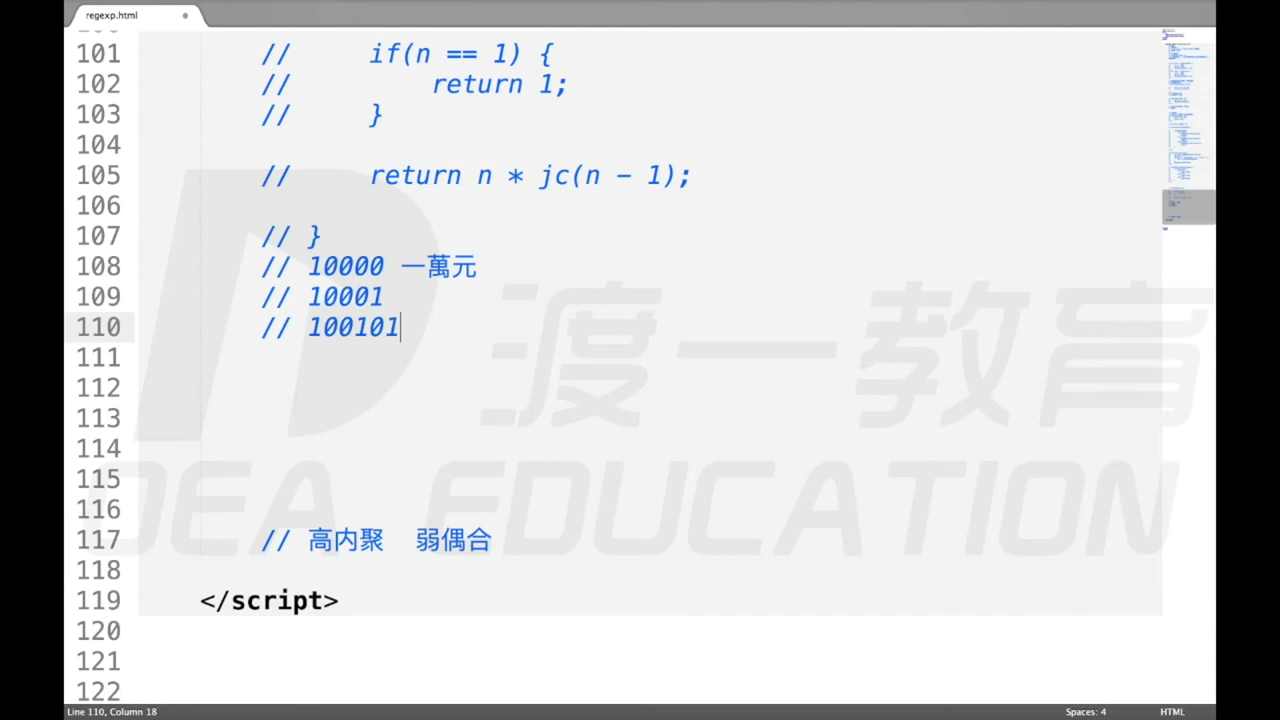 regexp.html
101 // if(n == 1) {
102 // return 1;
103 // }
104
105 // return n * jc(n - 1);
106
107 // }
108 // 10000 一萬元
109 // 10001
110 // 100101
111
112
113
114
115
116
117 // 高内聚 弱偶合
118
119 </script>
120
121
122
渡一教育
DEA EDUCATION
Line 110, Column 18
Spaces: 4
HTML